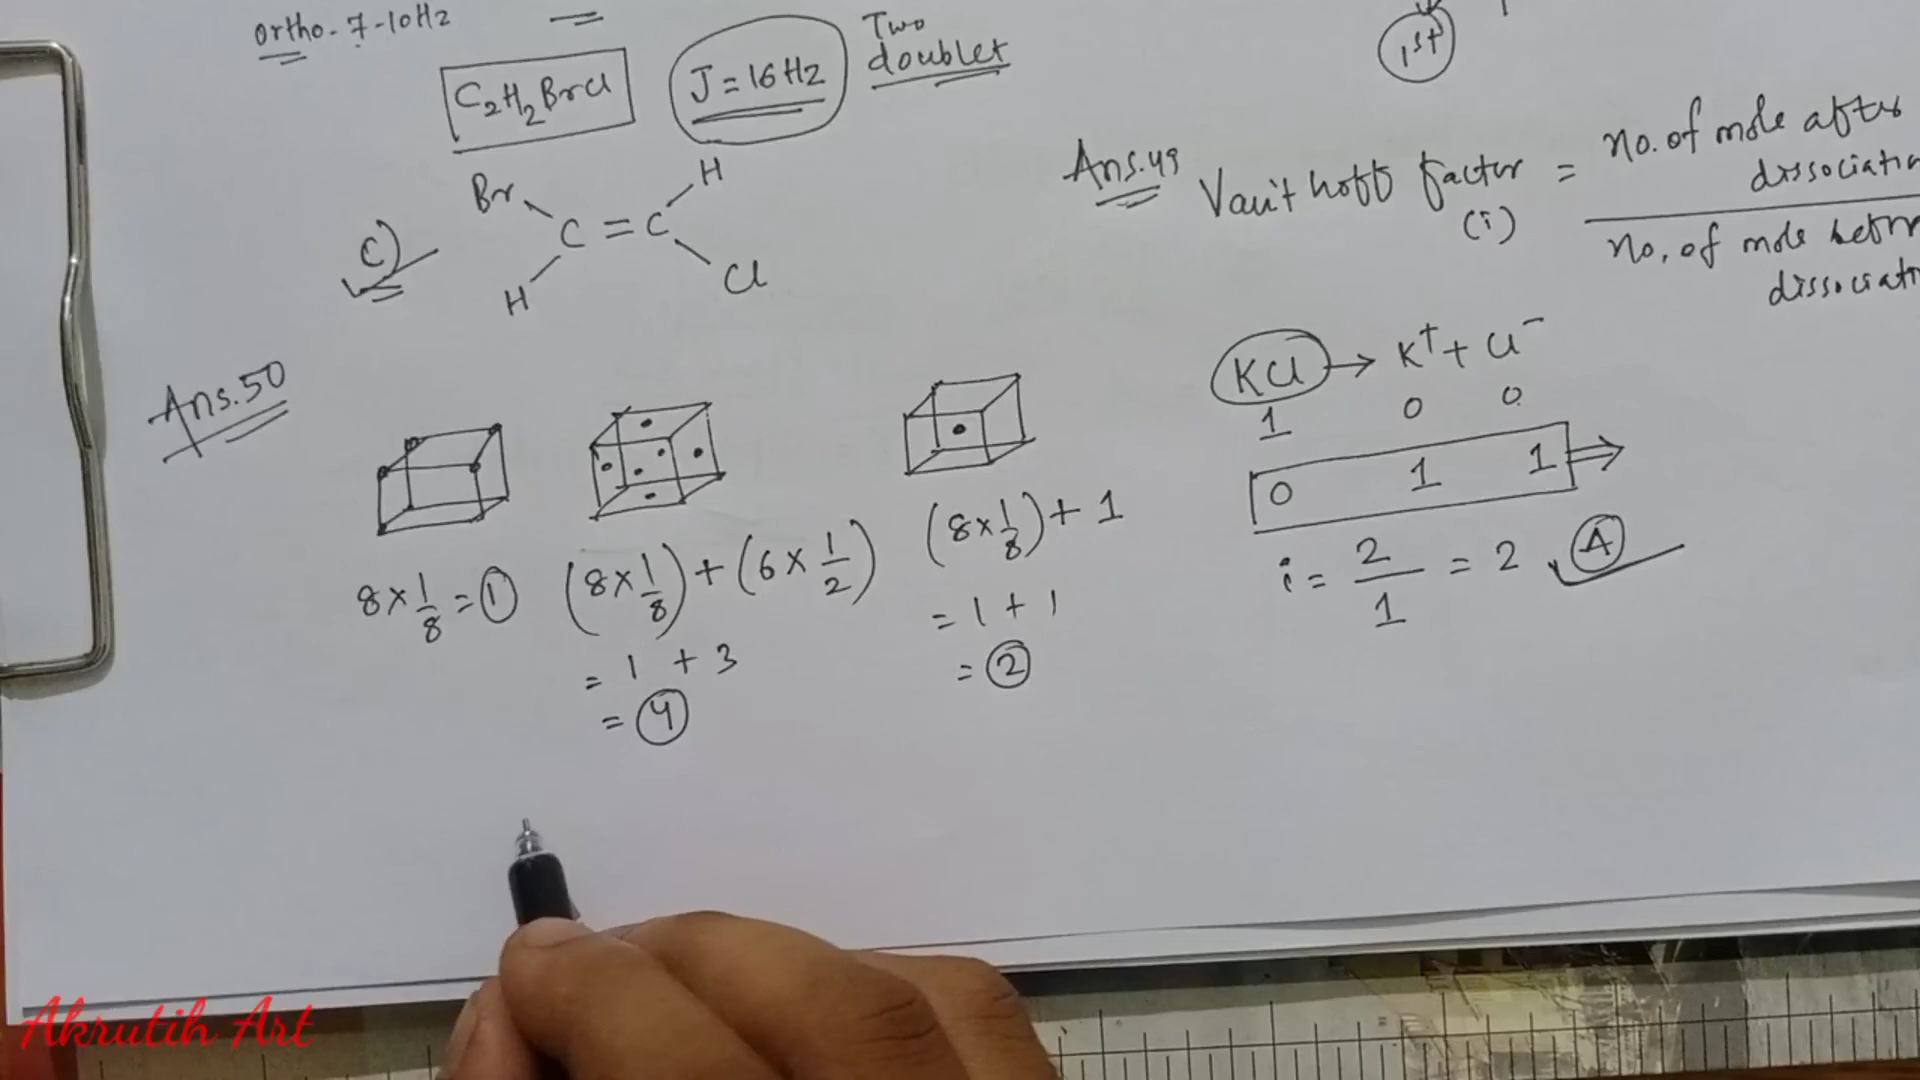 ortho - 7-10Hz
C₂H₂BrCl
J = 16Hz
Two
doublet
C)
Br H
C = C
H Cl
1st
Ans.49
Vant hoff factor =
(i)
no. of mole after
dissociation
no. of mole before
KCl → K⁺ + Cl⁻
1 0 0
0 1 1 ⇒
i = 2/1 = 2 A
Ans.50
8 × 1/8 = 1
(8 × 1/8) + (6 × 1/2)
= 1 + 3
= 4
(8 × 1/8) + 1
= 1 + 1
= 2
Akrutih Art